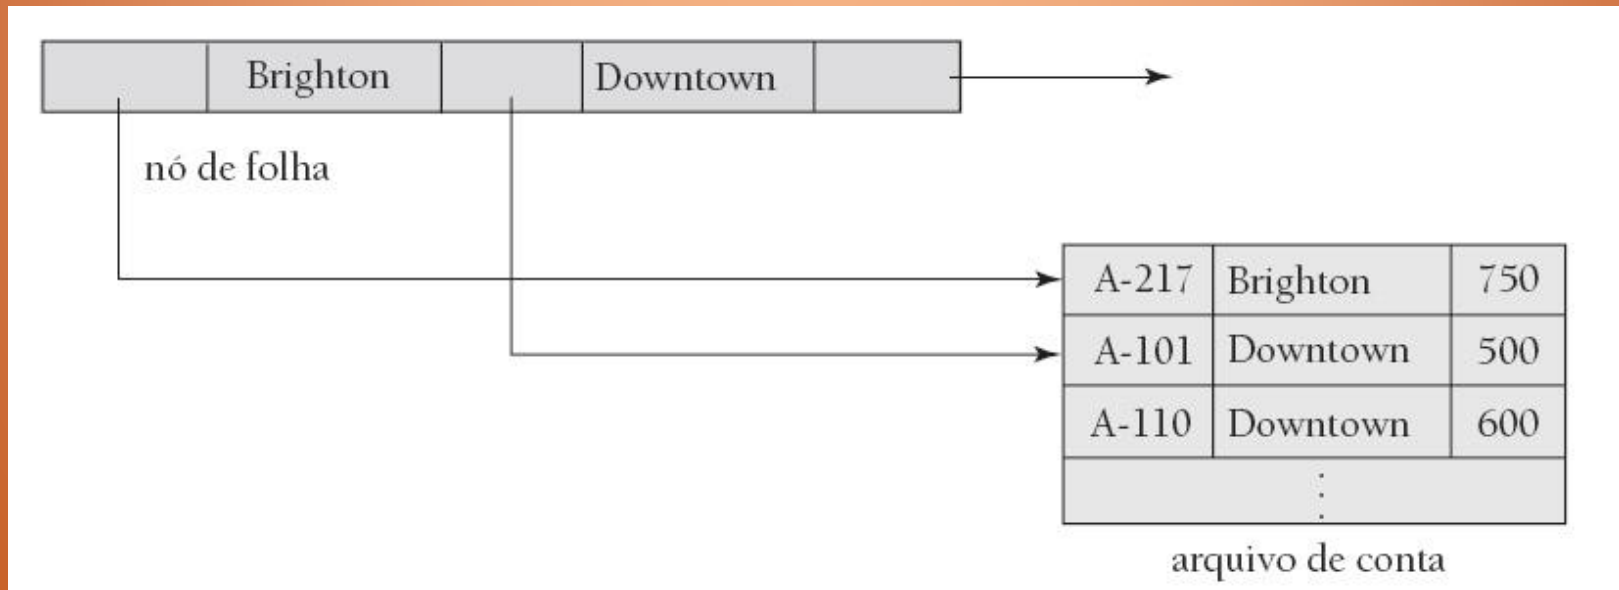 Brighton Downtown
nó de folha
A-217 Brighton 750
A-101 Downtown 500
A-110 Downtown 600
arquivo de conta